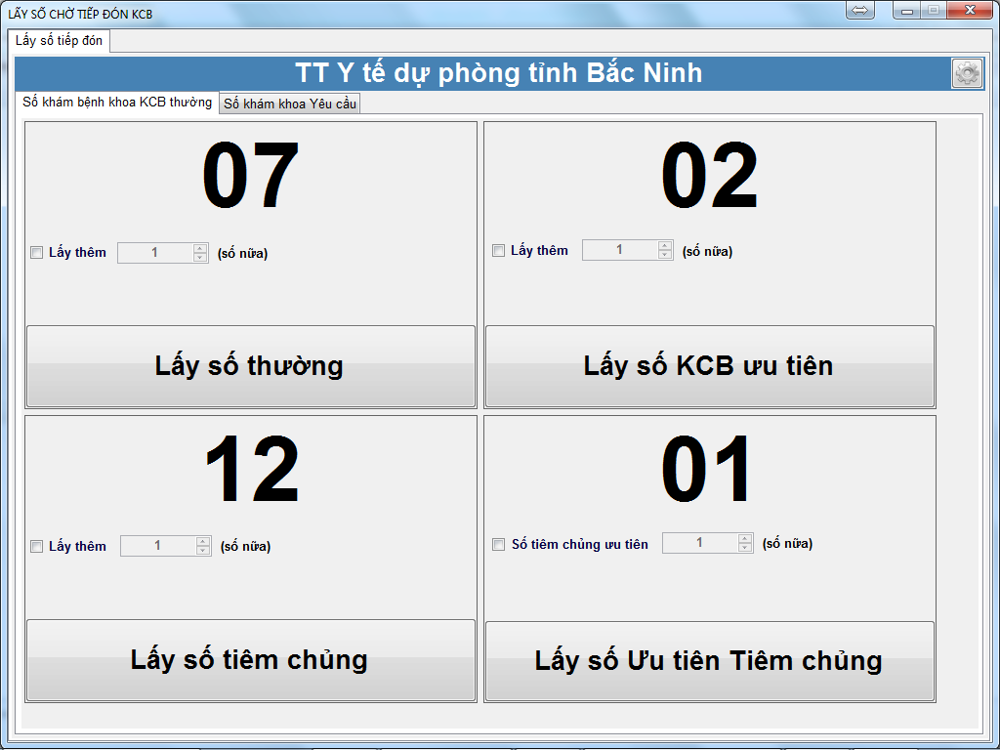 LẤY SỐ CHỜ TIẾP ĐÓN KCB
Lấy số tiếp đón
TT Y tế dự phòng tỉnh Bắc Ninh
Số khám bệnh khoa KCB thường
Số khám khoa Yêu cầu
07
02
Lấy thêm 1 (số nữa)
Lấy thêm 1 (số nữa)
Lấy số thường
Lấy số KCB ưu tiên
12
01
Lấy thêm 1 (số nữa)
Số tiêm chủng ưu tiên 1 (số nữa)
Lấy số tiêm chủng
Lấy số Ưu tiên Tiêm chủng